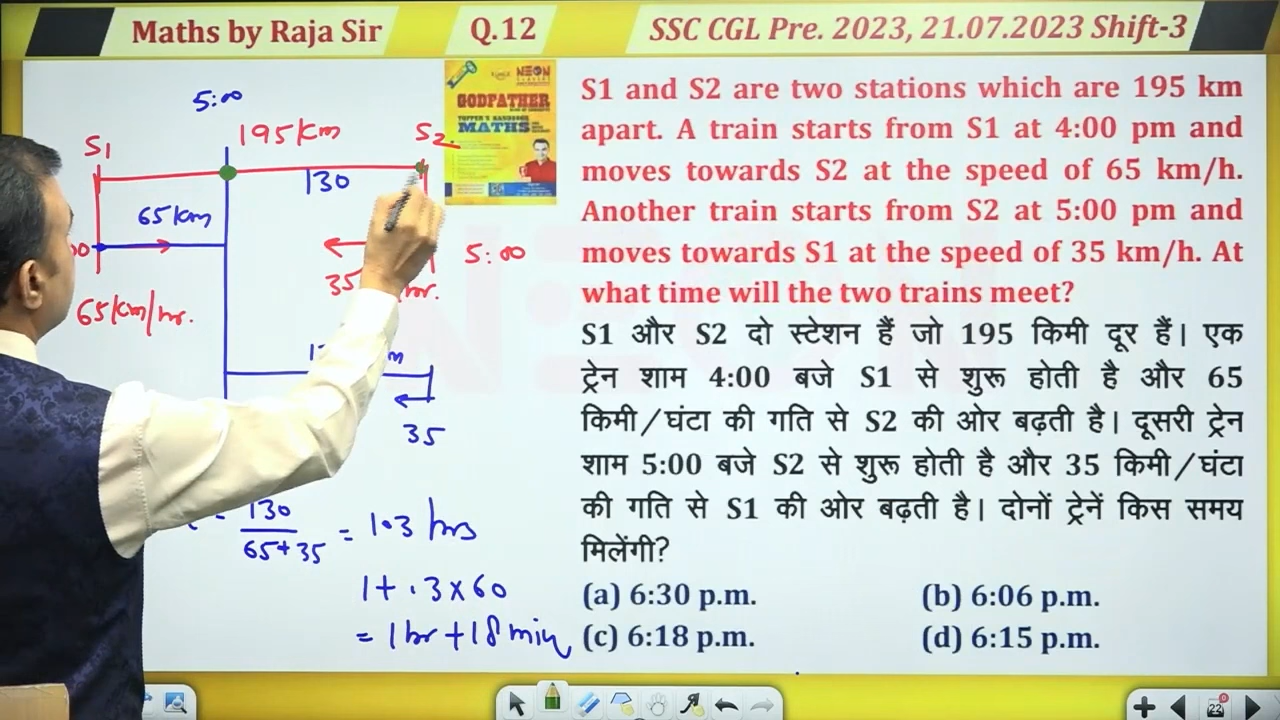 Maths by Raja Sir
Q.12
SSC CGL Pre. 2023, 21.07.2023 Shift-3
NEON
GODFATHER
MATHS
S1 and S2 are two stations which are 195 km
apart. A train starts from S1 at 4:00 pm and
moves towards S2 at the speed of 65 km/h.
Another train starts from S2 at 5:00 pm and
moves towards S1 at the speed of 35 km/h. At
what time will the two trains meet?
S1 और S2 दो स्टेशन हैं जो 195 किमी दूर हैं। एक
ट्रेन शाम 4:00 बजे S1 से शुरू होती है और 65
किमी/घंटा की गति से S2 की ओर बढ़ती है। दूसरी ट्रेन
शाम 5:00 बजे S2 से शुरू होती है और 35 किमी/घंटा
की गति से S1 की ओर बढ़ती है। दोनों ट्रेनें किस समय
मिलेंगी?
(a) 6:30 p.m.
(b) 6:06 p.m.
(c) 6:18 p.m.
(d) 6:15 p.m.
5:00
195 Km
S1
S2
130
65 Km
5:00
35
hr.
65 Km/hr.
m
35
130
65+35
= 1.3 hrs
1 + .3 × 60
= 1 hr + 18 min
22